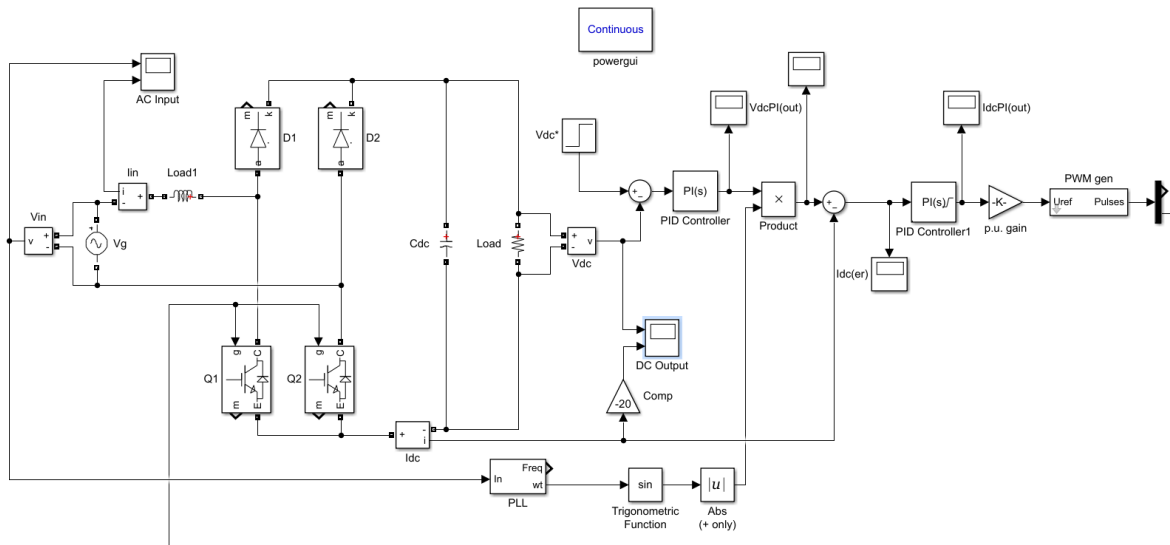 Continuous
powergui
AC Input
m
k
a
D1
m
k
a
D2
VdcPI(out)
IdcPI(out)
Vdc*
Iin
i
-
+
Load1
Vin
v
+
-
Vg
Cdc
Load
+
-
v
Vdc
+
-
PI(s)
PID Controller
×
Product
+
-
PI(s)
PID Controller1
-K-
p.u. gain
PWM gen
Uref
Pulses
Idc(er)
DC Output
Q1
g
C
m
E
Q2
g
C
m
E
-20
Comp
+
-
i
Idc
In
Freq
wt
PLL
sin
Trigonometric
Function
|u|
Abs
(+ only)